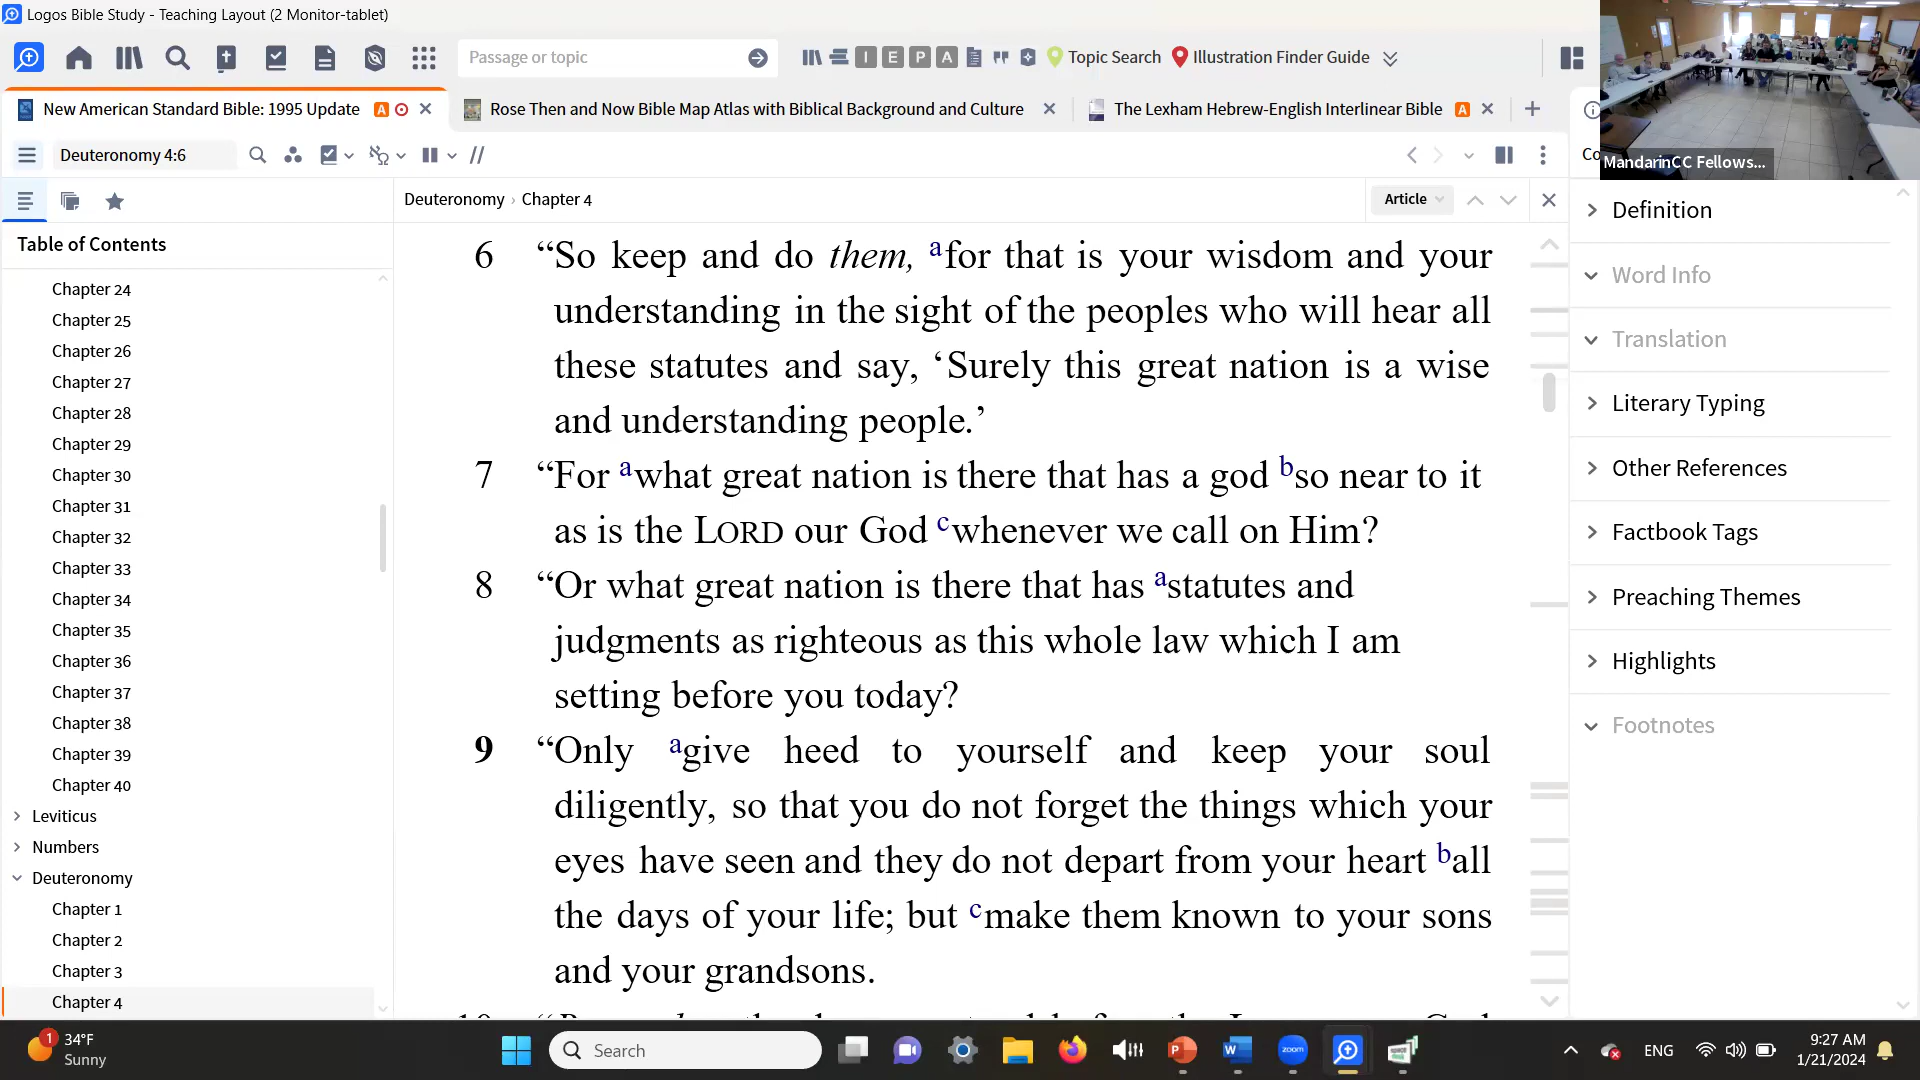 Logos Bible Study - Teaching Layout (2 Monitor-tablet)
Passage or topic
I E P A
Topic Search
Illustration Finder Guide
New American Standard Bible: 1995 Update A
Rose Then and Now Bible Map Atlas with Biblical Background and Culture
The Lexham Hebrew-English Interlinear Bible A
Deuteronomy 4:6
Co
MandarinCC Fellows...
Deuteronomy › Chapter 4
Article
Table of Contents
Chapter 24
Chapter 25
Chapter 26
Chapter 27
Chapter 28
Chapter 29
Chapter 30
Chapter 31
Chapter 32
Chapter 33
Chapter 34
Chapter 35
Chapter 36
Chapter 37
Chapter 38
Chapter 39
Chapter 40
Leviticus
Numbers
Deuteronomy
Chapter 1
Chapter 2
Chapter 3
Chapter 4
6 “So keep and do them, afor that is your wisdom and your
understanding in the sight of the peoples who will hear all
these statutes and say, ‘Surely this great nation is a wise
and understanding people.’
7 “For awhat great nation is there that has a god bso near to it
as is the LORD our God cwhenever we call on Him?
8 “Or what great nation is there that has astatutes and
judgments as righteous as this whole law which I am
setting before you today?
9 “Only agive heed to yourself and keep your soul
diligently, so that you do not forget the things which your
eyes have seen and they do not depart from your heart ball
the days of your life; but cmake them known to your sons
and your grandsons.
Definition
Word Info
Translation
Literary Typing
Other References
Factbook Tags
Preaching Themes
Highlights
Footnotes
1
34°F
Sunny
Search
zoom
ENG
9:27 AM
1/21/2024